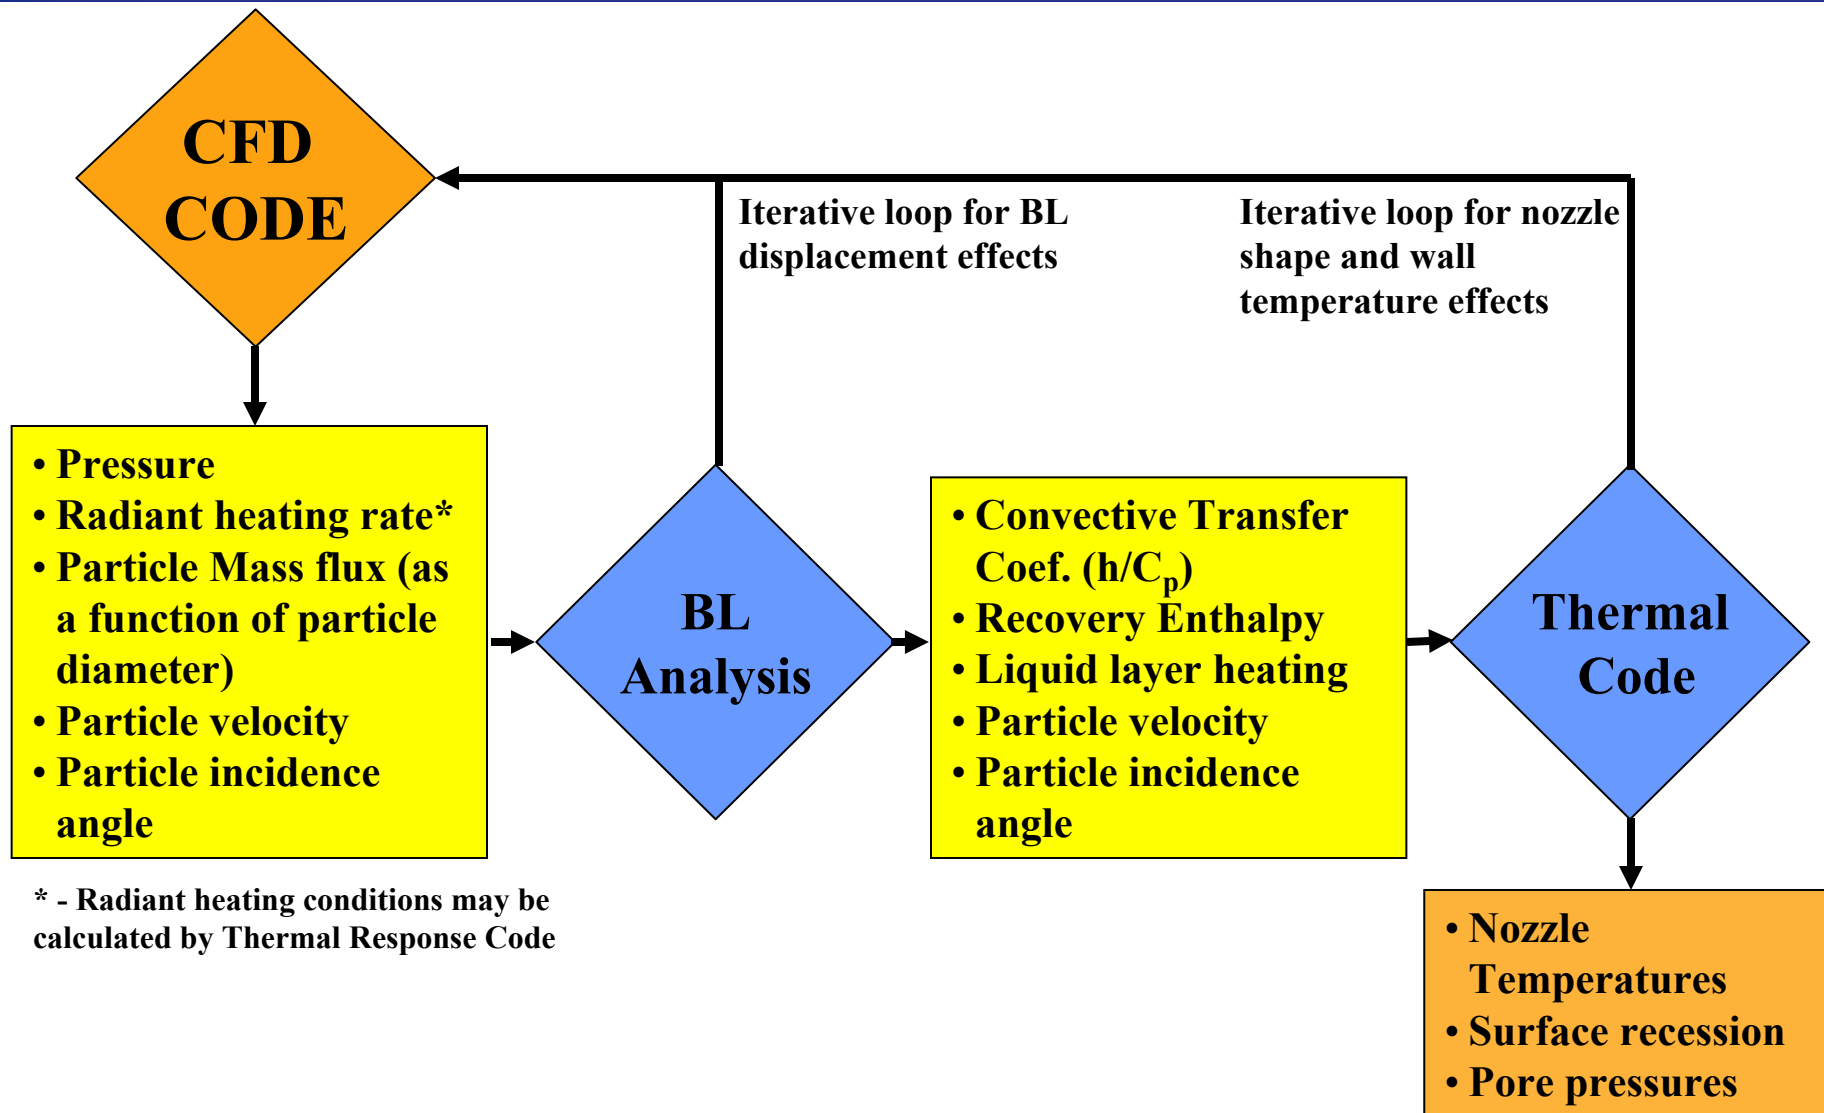 CFD
CODE
Iterative loop for BL
displacement effects
Iterative loop for nozzle
shape and wall
temperature effects
• Pressure
• Radiant heating rate*
• Particle Mass flux (as
a function of particle
diameter)
• Particle velocity
• Particle incidence
angle
BL
Analysis
• Convective Transfer
Coef. (h/Cp)
• Recovery Enthalpy
• Liquid layer heating
• Particle velocity
• Particle incidence
angle
Thermal
Code
* - Radiant heating conditions may be
calculated by Thermal Response Code
• Nozzle
Temperatures
• Surface recession
• Pore pressures